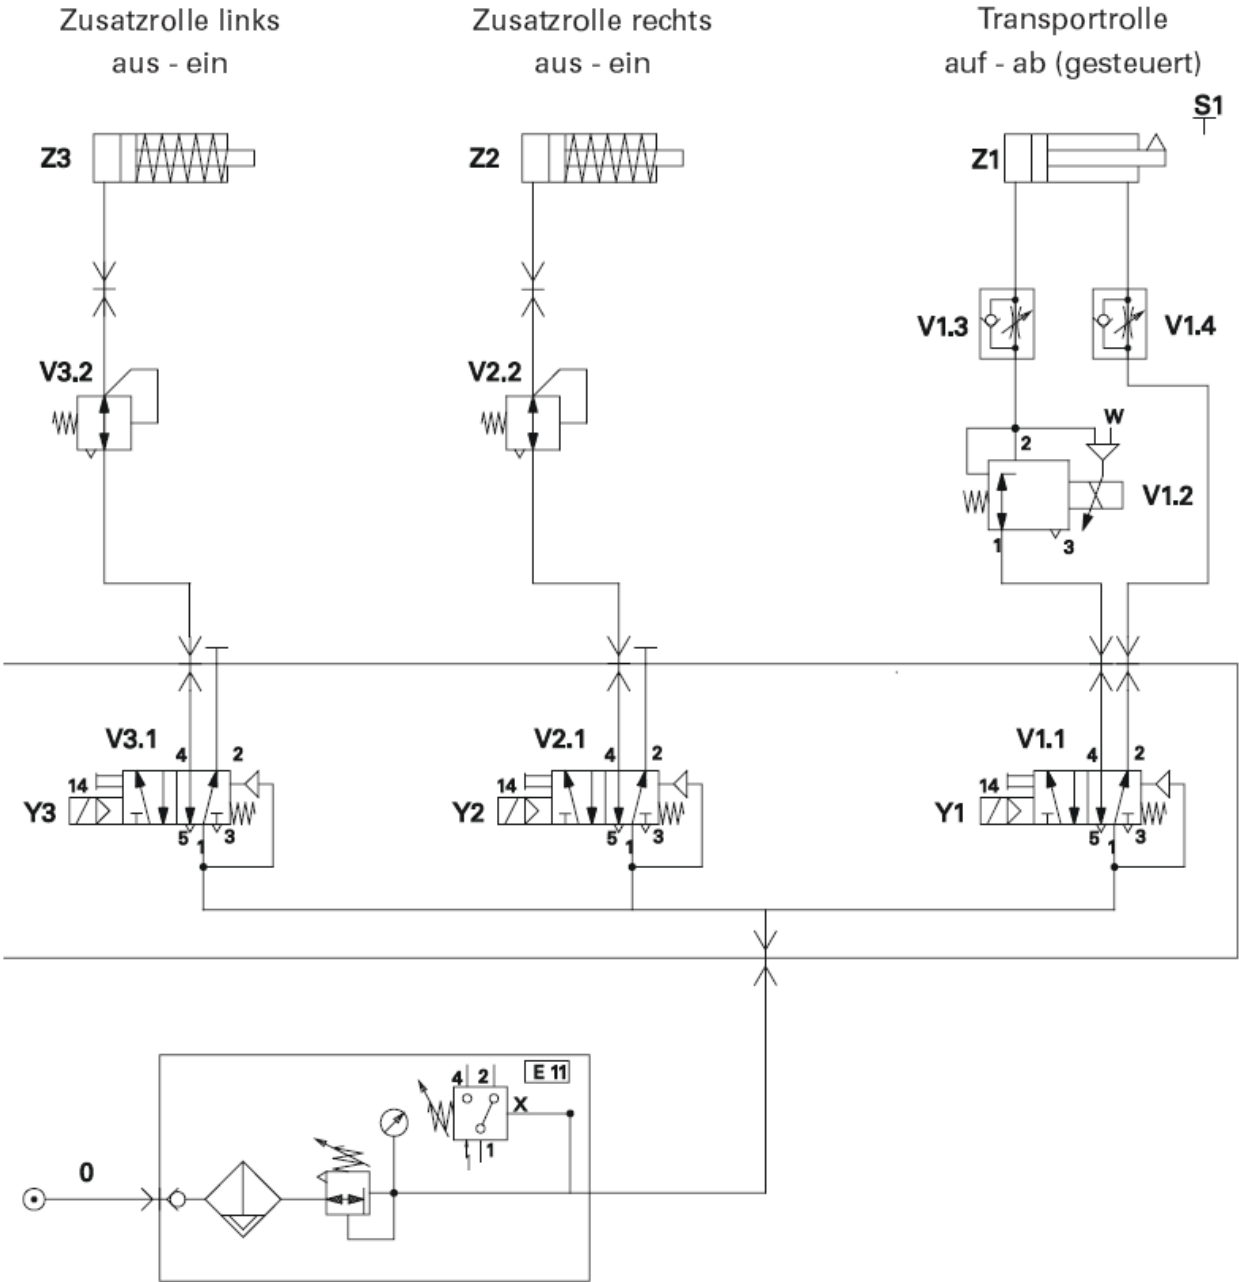 Zusatzrolle links
aus - ein
Zusatzrolle rechts
aus - ein
Transportrolle
auf - ab (gesteuert)
S1
Z3
Z2
Z1
V1.3
V1.4
V3.2
V2.2
W
2
V1.2
1
3
V3.1
4
2
14
Y3
5
1
3
V2.1
4
2
14
Y2
5
1
3
V1.1
4
2
14
Y1
5
1
3
4
2
E 11
X
1
0